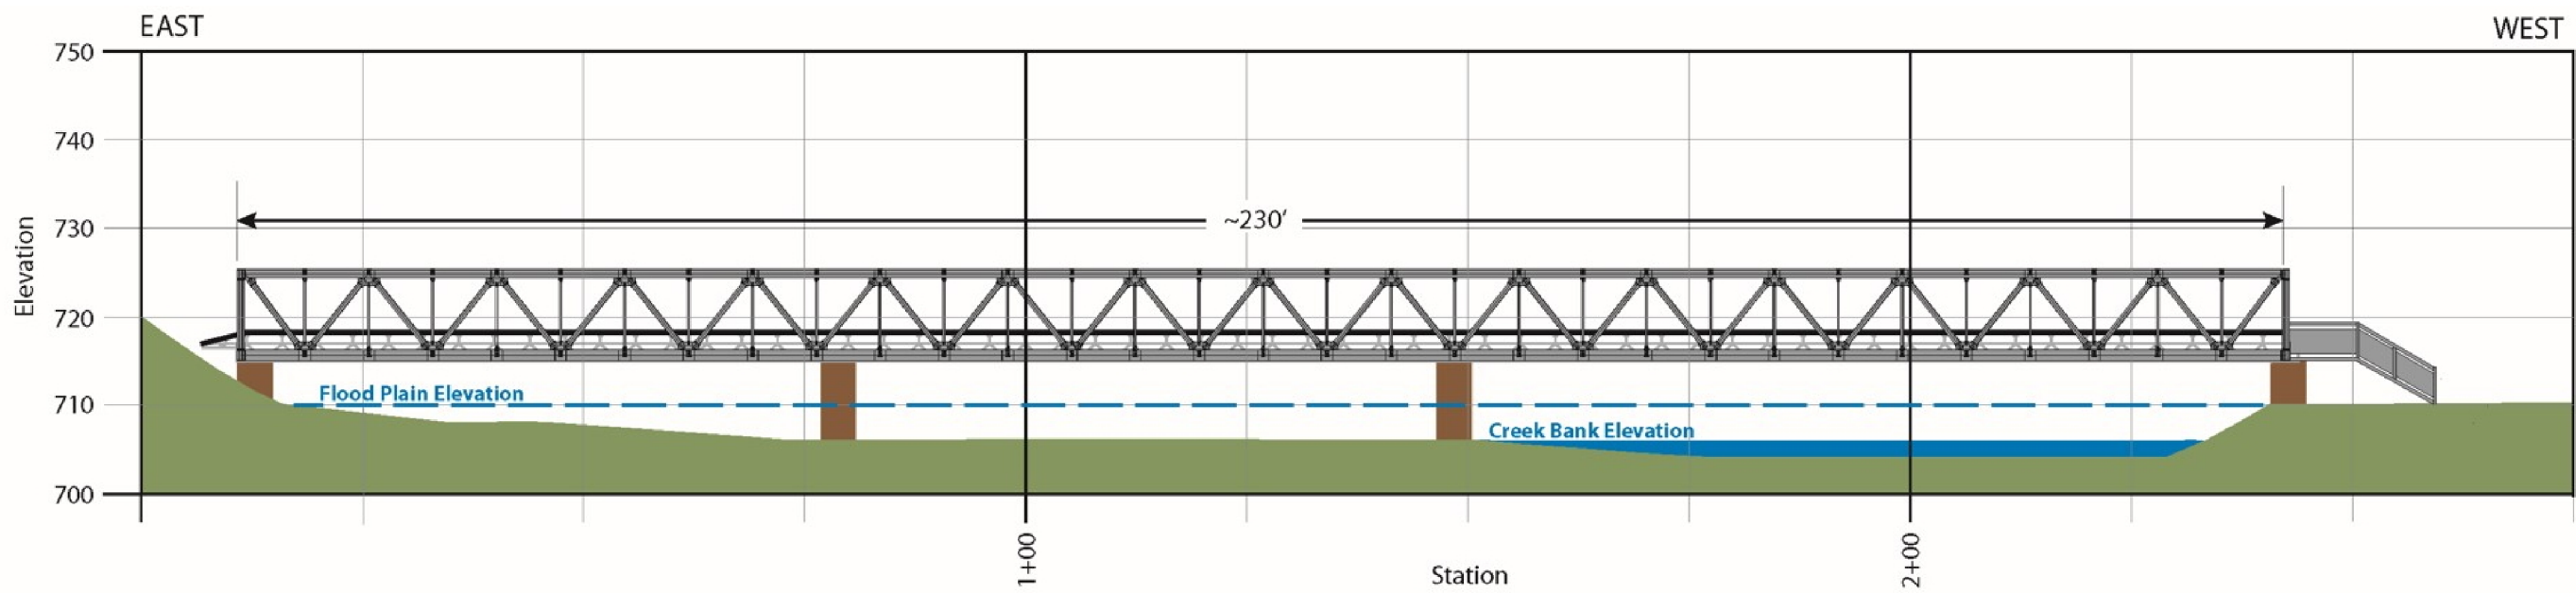 EAST
WEST
750
740
730
720
710
700
Elevation
~230′
Flood Plain Elevation
Creek Bank Elevation
1+00
2+00
Station